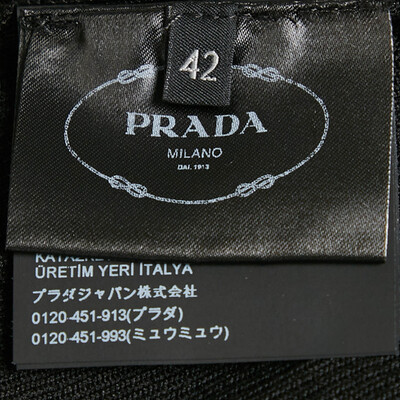 42
PRADA
MILANO
DAL 1913
ÜRETİM YERİ İTALYA
プラダジャパン株式会社
0120-451-913(プラダ)
0120-451-993(ミュウミュウ)